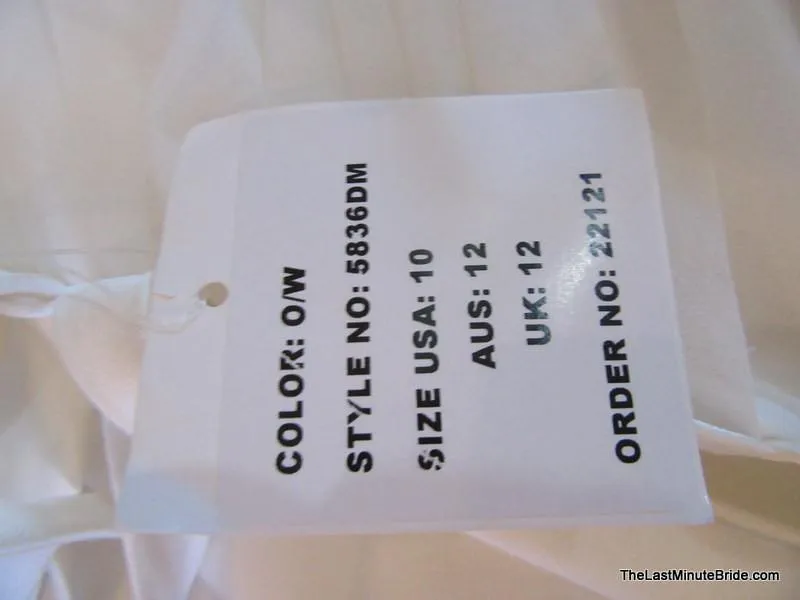 COLOR: O/W
STYLE NO: 5836DM
SIZE USA: 10
AUS: 12
UK: 12
ORDER NO: 22121
TheLastMinuteBride.com